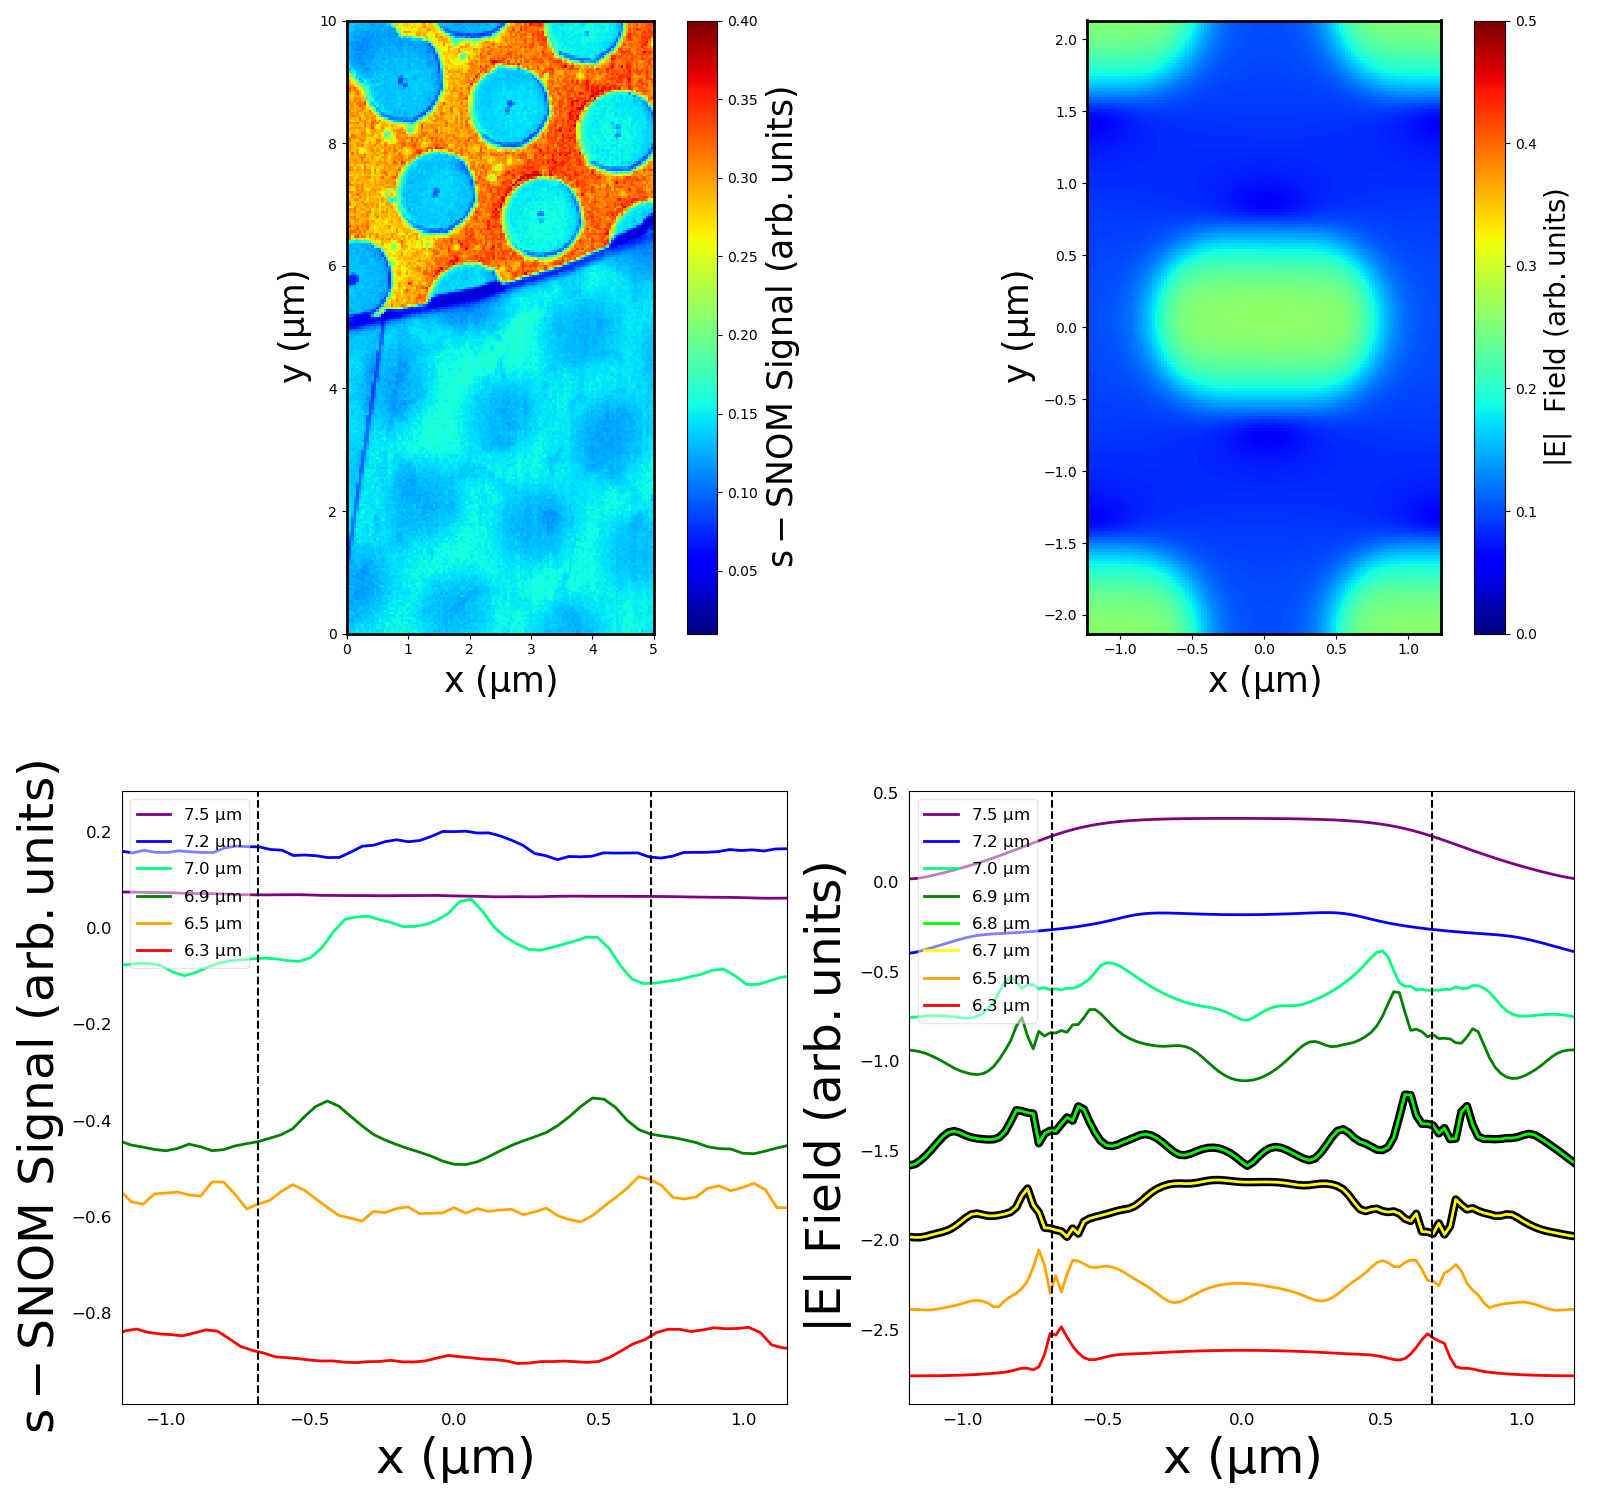 10
8
6
4
2
0
0 1 2 3 4 5
y (μm)
x (μm)
0.40
0.35
0.30
0.25
0.20
0.15
0.10
0.05
s − SNOM Signal (arb. units)
2.0
1.5
1.0
0.5
0.0
−0.5
−1.0
−1.5
−2.0
−1.0 −0.5 0.0 0.5 1.0
y (μm)
x (μm)
0.5
0.4
0.3
0.2
0.1
0.0
|E| Field (arb. units)
0.2
0.0
−0.2
−0.4
−0.6
−0.8
−1.0 −0.5 0.0 0.5 1.0
s − SNOM Signal (arb. units)
x (μm)
7.5 μm
7.2 μm
7.0 μm
6.9 μm
6.5 μm
6.3 μm
0.5
0.0
−0.5
−1.0
−1.5
−2.0
−2.5
−1.0 −0.5 0.0 0.5 1.0
|E| Field (arb. units)
x (μm)
7.5 μm
7.2 μm
7.0 μm
6.9 μm
6.8 μm
6.7 μm
6.5 μm
6.3 μm